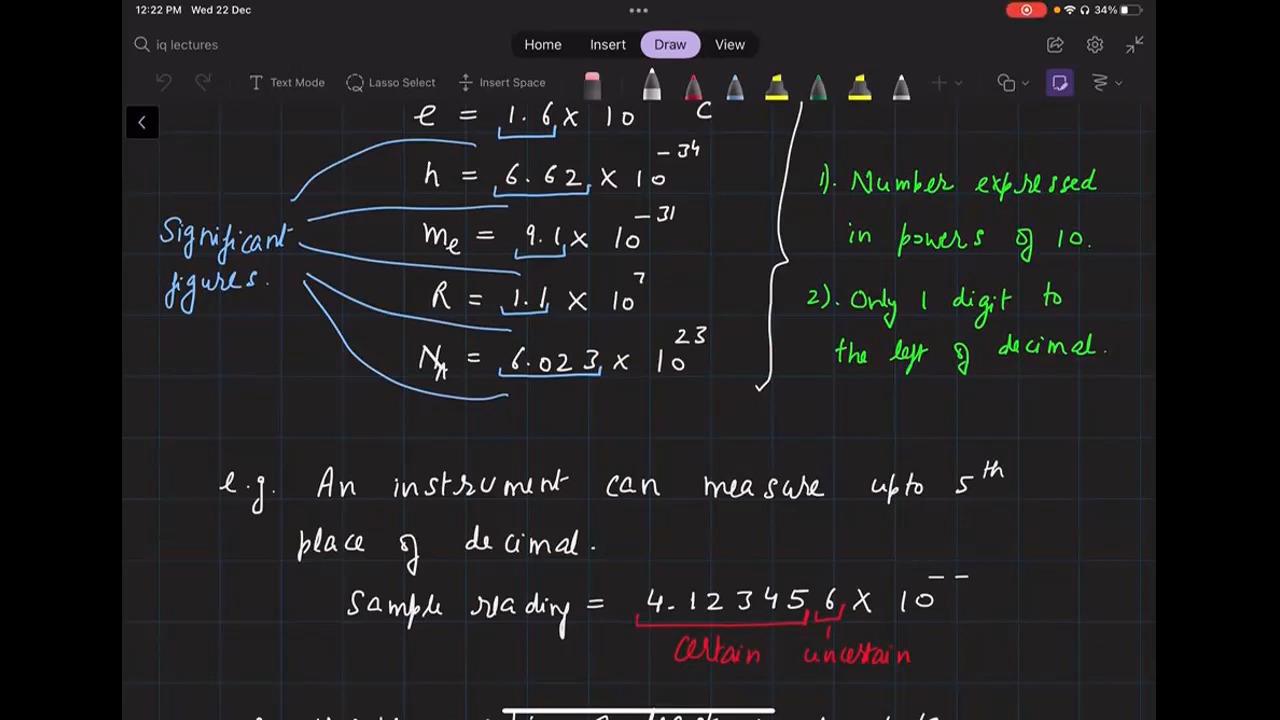 12:22 PM Wed 22 Dec
34%
iq lectures
Home Insert Draw View
Text Mode Lasso Select Insert Space
e = 1.6 × 10 C
h = 6.62 × 10^-34
me = 9.1 × 10^-31
R = 1.1 × 10^7
NA = 6.023 × 10^23
Significant
figures.
1). Number expressed
in powers of 10.
2). Only 1 digit to
the left of decimal.
e.g. An instrument can measure upto 5th
place of decimal.
Sample reading = 4.123456 × 10^--
certain uncertain